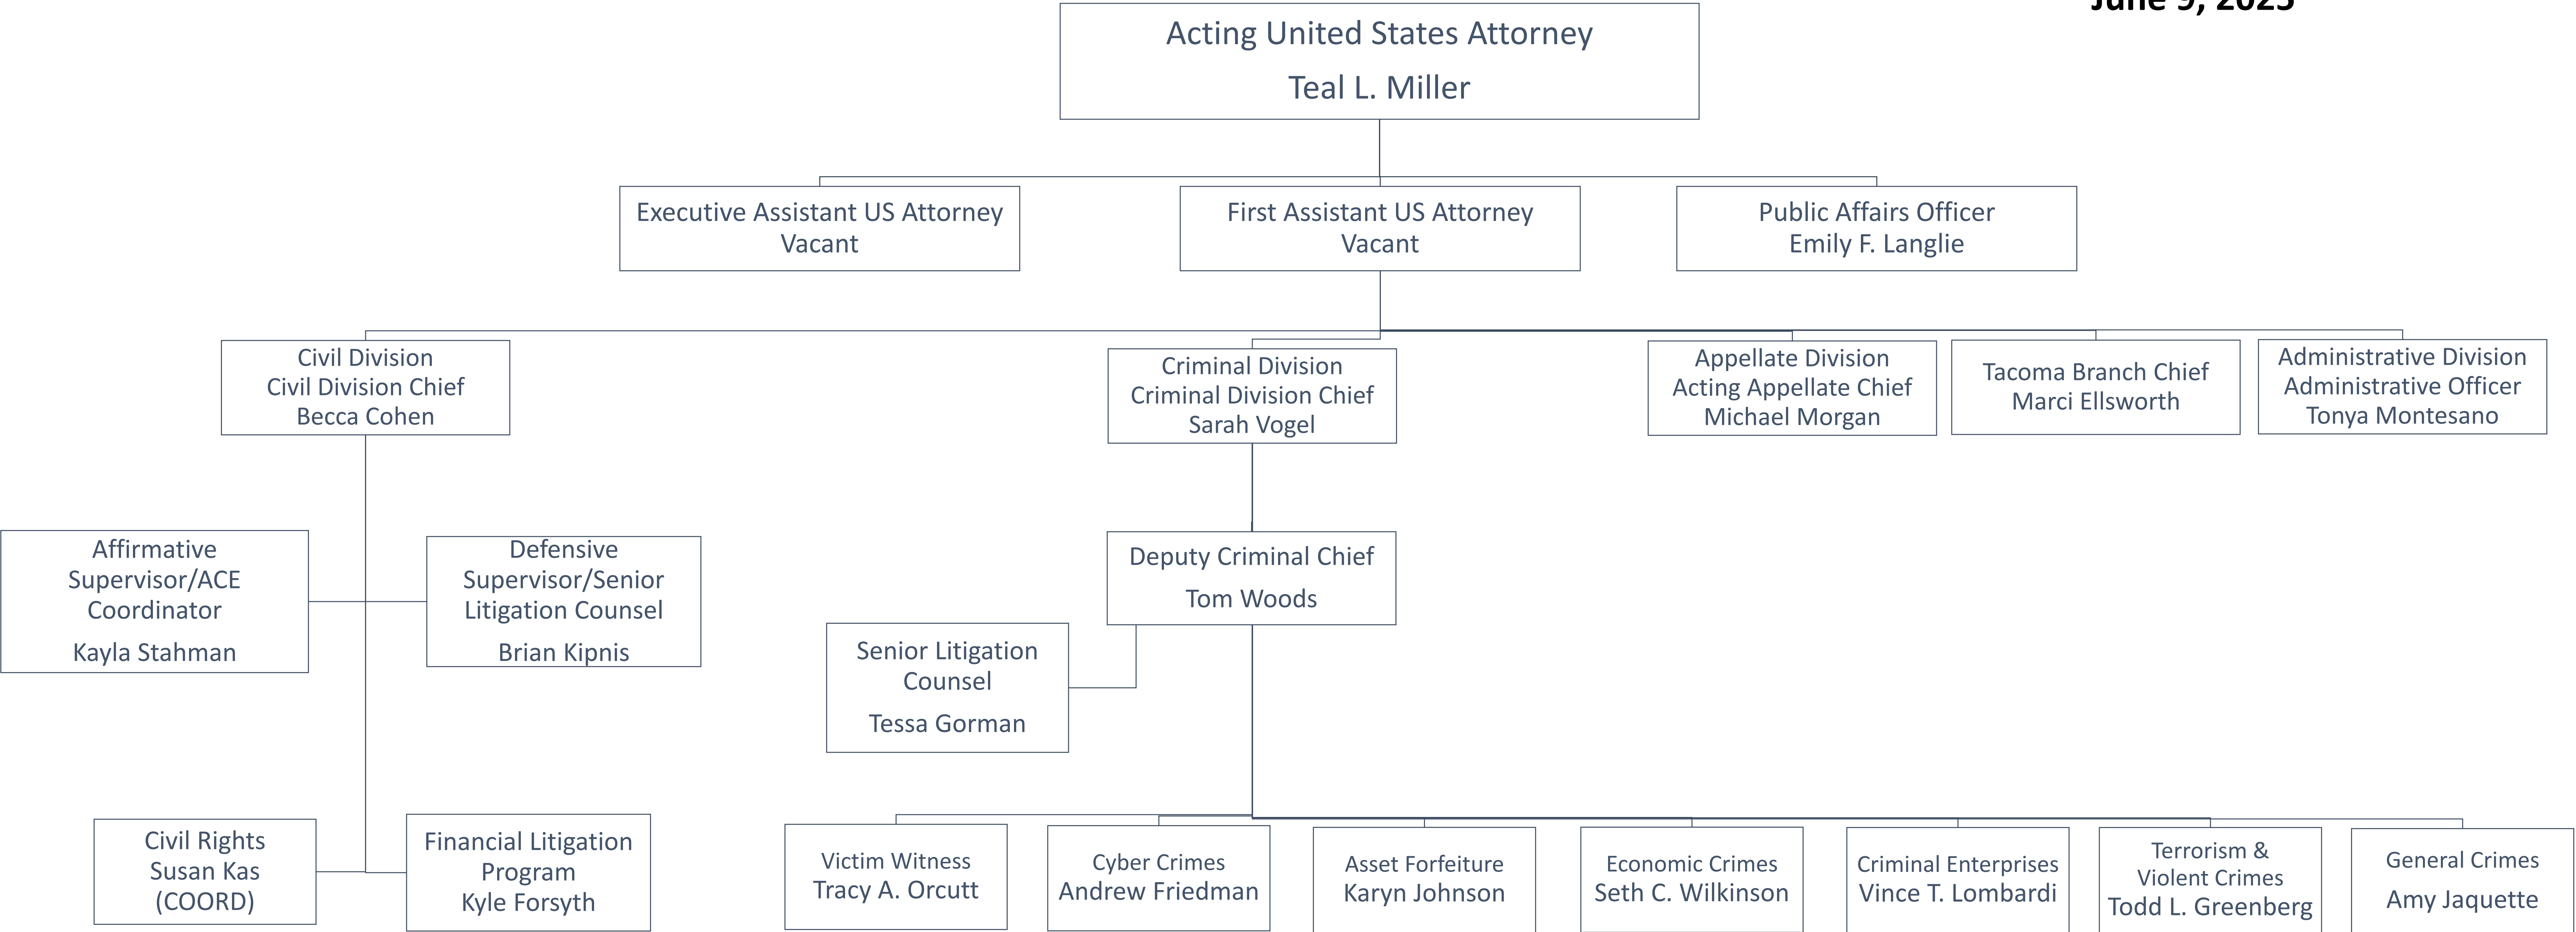 June 9, 2025
Acting United States Attorney
Teal L. Miller
Executive Assistant US Attorney
Vacant
First Assistant US Attorney
Vacant
Public Affairs Officer
Emily F. Langlie
Civil Division
Civil Division Chief
Becca Cohen
Criminal Division
Criminal Division Chief
Sarah Vogel
Appellate Division
Acting Appellate Chief
Michael Morgan
Tacoma Branch Chief
Marci Ellsworth
Administrative Division
Administrative Officer
Tonya Montesano
Affirmative
Supervisor/ACE
Coordinator
Kayla Stahman
Defensive
Supervisor/Senior
Litigation Counsel
Brian Kipnis
Deputy Criminal Chief
Tom Woods
Senior Litigation
Counsel
Tessa Gorman
Civil Rights
Susan Kas
(COORD)
Financial Litigation
Program
Kyle Forsyth
Victim Witness
Tracy A. Orcutt
Cyber Crimes
Andrew Friedman
Asset Forfeiture
Karyn Johnson
Economic Crimes
Seth C. Wilkinson
Criminal Enterprises
Vince T. Lombardi
Terrorism &
Violent Crimes
Todd L. Greenberg
General Crimes
Amy Jaquette